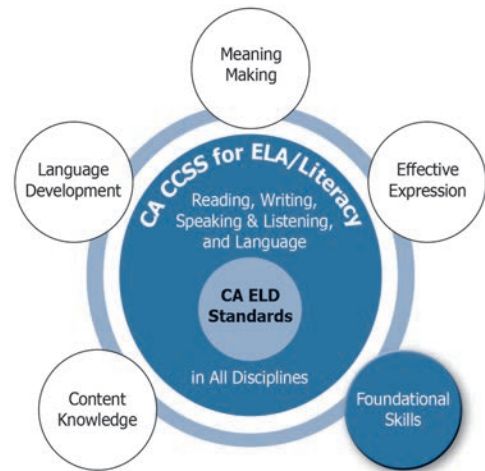 Meaning
Making
Language
Development
Effective
Expression
CA CCSS for ELA/Literacy
Reading, Writing,
Speaking & Listening,
and Language
CA ELD
Standards
in All Disciplines
Content
Knowledge
Foundational
Skills